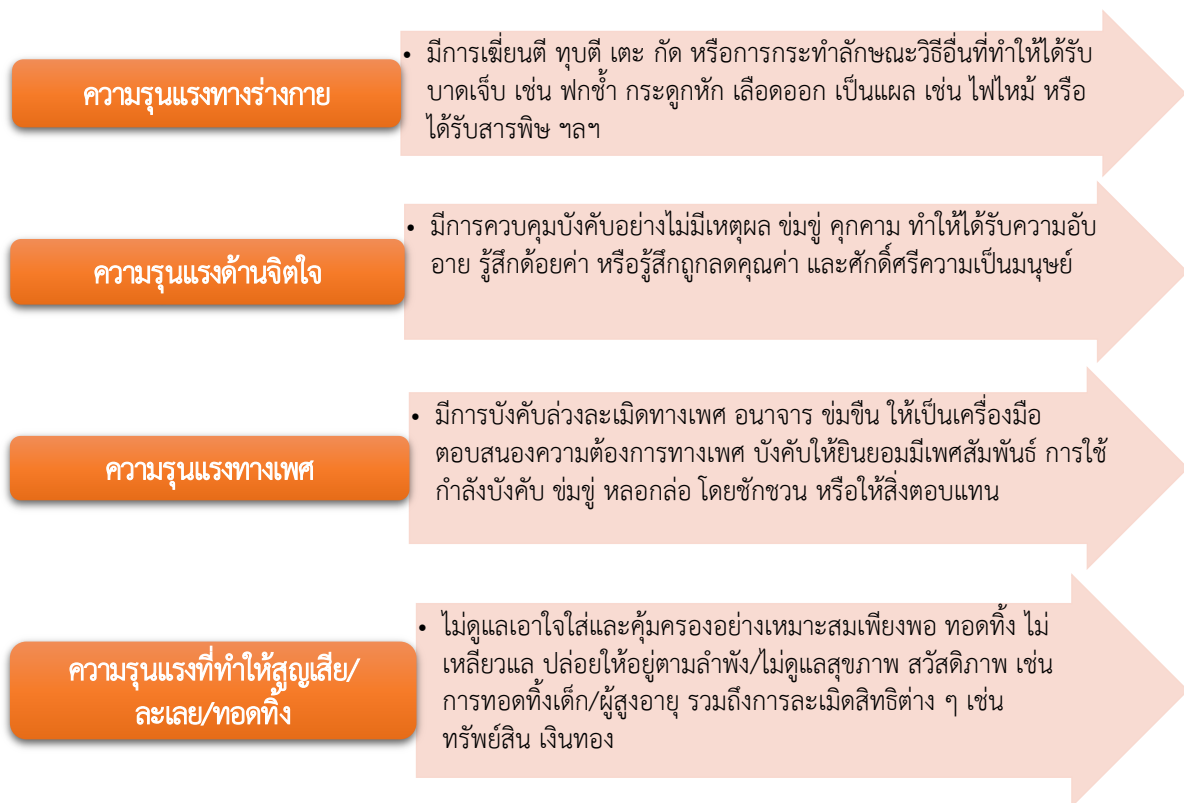 ความรุนแรงทางร่างกาย
• มีการเฆี่ยนตี ทุบตี เตะ กัด หรือการกระทำลักษณะวิธีอื่นที่ทำให้ได้รับ
บาดเจ็บ เช่น ฟกช้ำ กระดูกหัก เลือดออก เป็นแผล เช่น ไฟไหม้ หรือ
ได้รับสารพิษ ฯลฯ
ความรุนแรงด้านจิตใจ
• มีการควบคุมบังคับอย่างไม่มีเหตุผล ข่มขู่ คุกคาม ทำให้ได้รับความอับ
อาย รู้สึกด้อยค่า หรือรู้สึกถูกลดคุณค่า และศักดิ์ศรีความเป็นมนุษย์
ความรุนแรงทางเพศ
• มีการบังคับล่วงละเมิดทางเพศ อนาจาร ข่มขืน ให้เป็นเครื่องมือ
ตอบสนองความต้องการทางเพศ บังคับให้ยินยอมมีเพศสัมพันธ์ การใช้
กำลังบังคับ ข่มขู่ หลอกล่อ โดยชักชวน หรือให้สิ่งตอบแทน
ความรุนแรงที่ทำให้สูญเสีย/
ละเลย/ทอดทิ้ง
• ไม่ดูแลเอาใจใส่และคุ้มครองอย่างเหมาะสมเพียงพอ ทอดทิ้ง ไม่
เหลียวแล ปล่อยให้อยู่ตามลำพัง/ไม่ดูแลสุขภาพ สวัสดิภาพ เช่น
การทอดทิ้งเด็ก/ผู้สูงอายุ รวมถึงการละเมิดสิทธิต่าง ๆ เช่น
ทรัพย์สิน เงินทอง